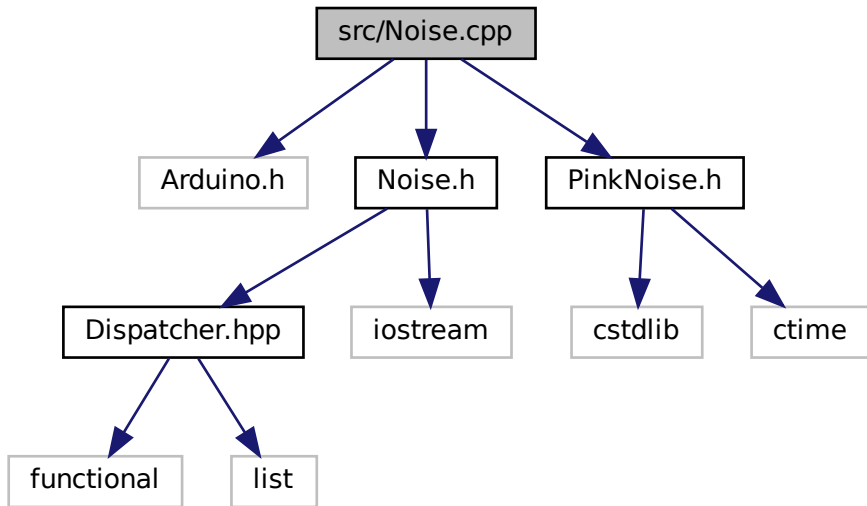 src/Noise.cpp
Arduino.h
Noise.h
PinkNoise.h
Dispatcher.hpp
iostream
cstdlib
ctime
functional
list